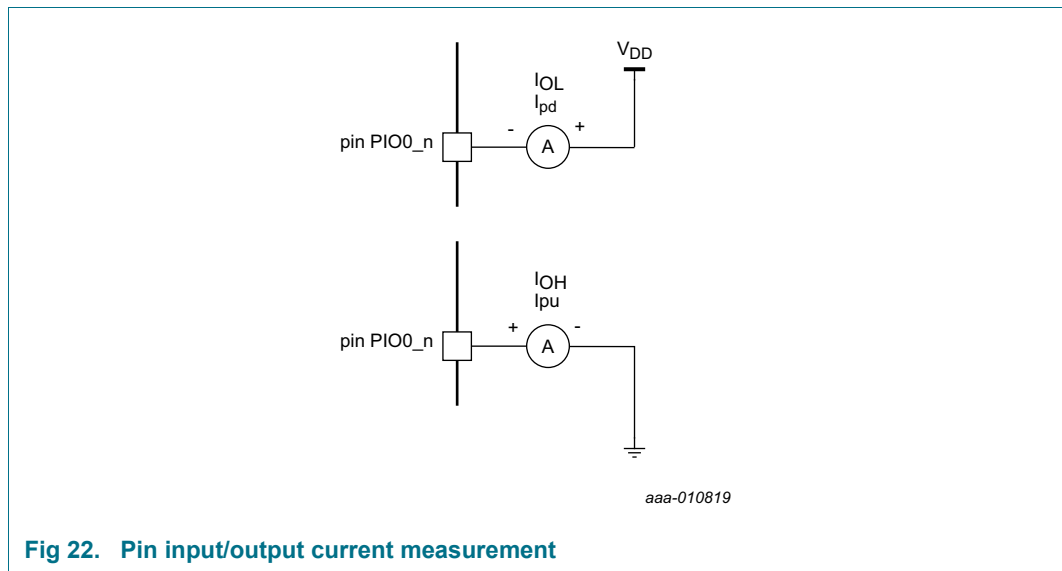 VDD
IOL
Ipd
pin PIO0_n - A +
IOH
Ipu
pin PIO0_n + A -
aaa-010819
Fig 22. Pin input/output current measurement